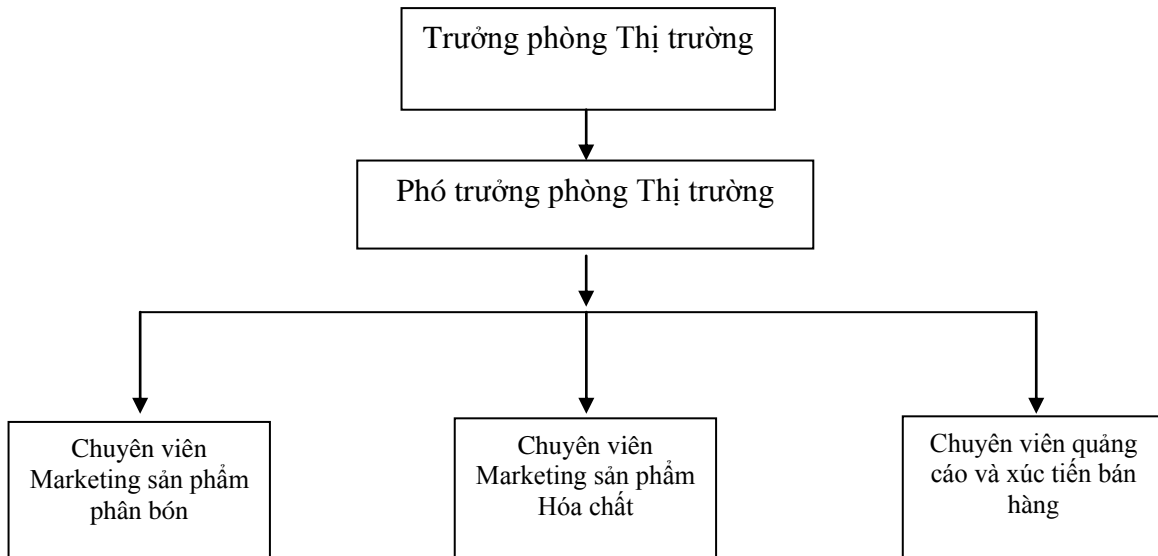 Trưởng phòng Thị trường
Phó trưởng phòng Thị trường
Chuyên viên
Marketing sản phẩm
phân bón
Chuyên viên
Marketing sản phẩm
Hóa chất
Chuyên viên quảng
cáo và xúc tiến bán
hàng